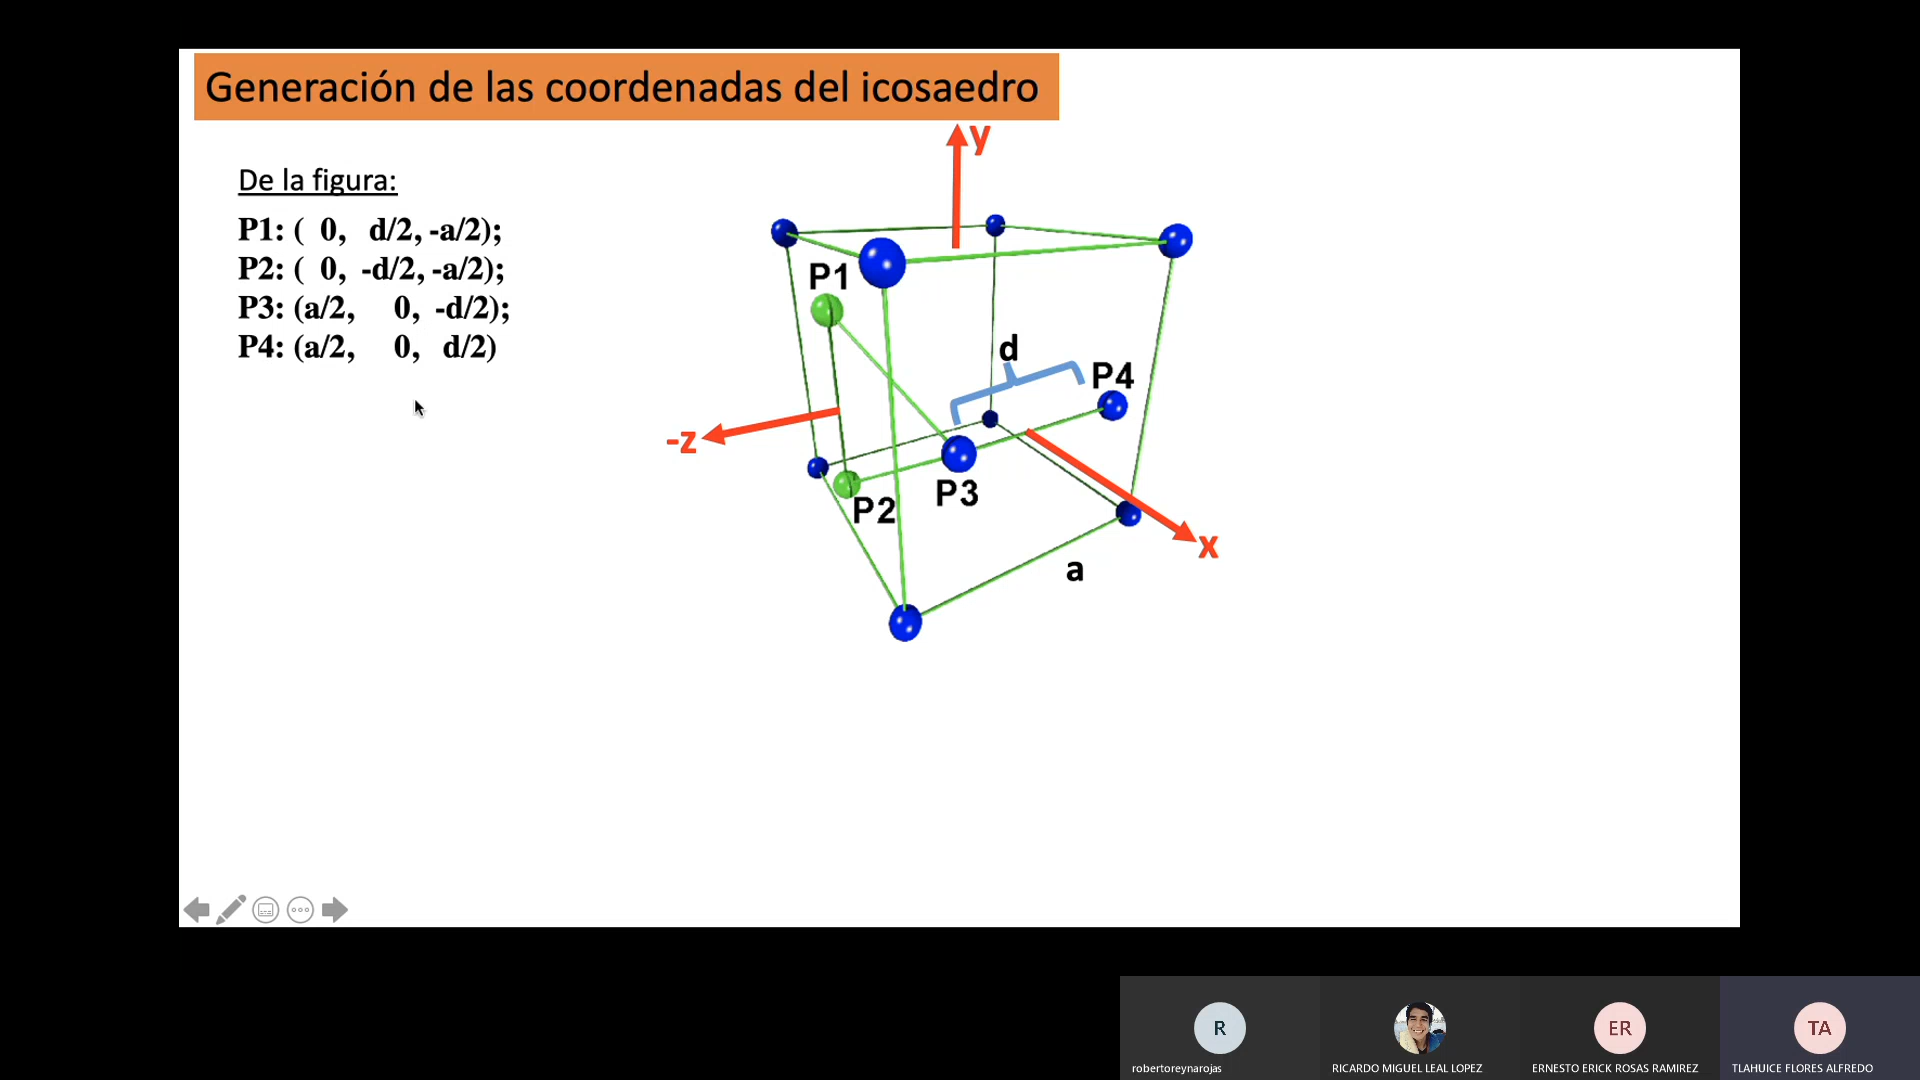 Generación de las coordenadas del icosaedro
De la figura:
P1: ( 0, d/2, -a/2);
P2: ( 0, -d/2, -a/2);
P3: (a/2, 0, -d/2);
P4: (a/2, 0, d/2)
y
P1
d
P4
-z
P3
P2
x
a
R
ER
TA
robertoreynarojas
RICARDO MIGUEL LEAL LOPEZ
ERNESTO ERICK ROSAS RAMIREZ
TLAHUICE FLORES ALFREDO